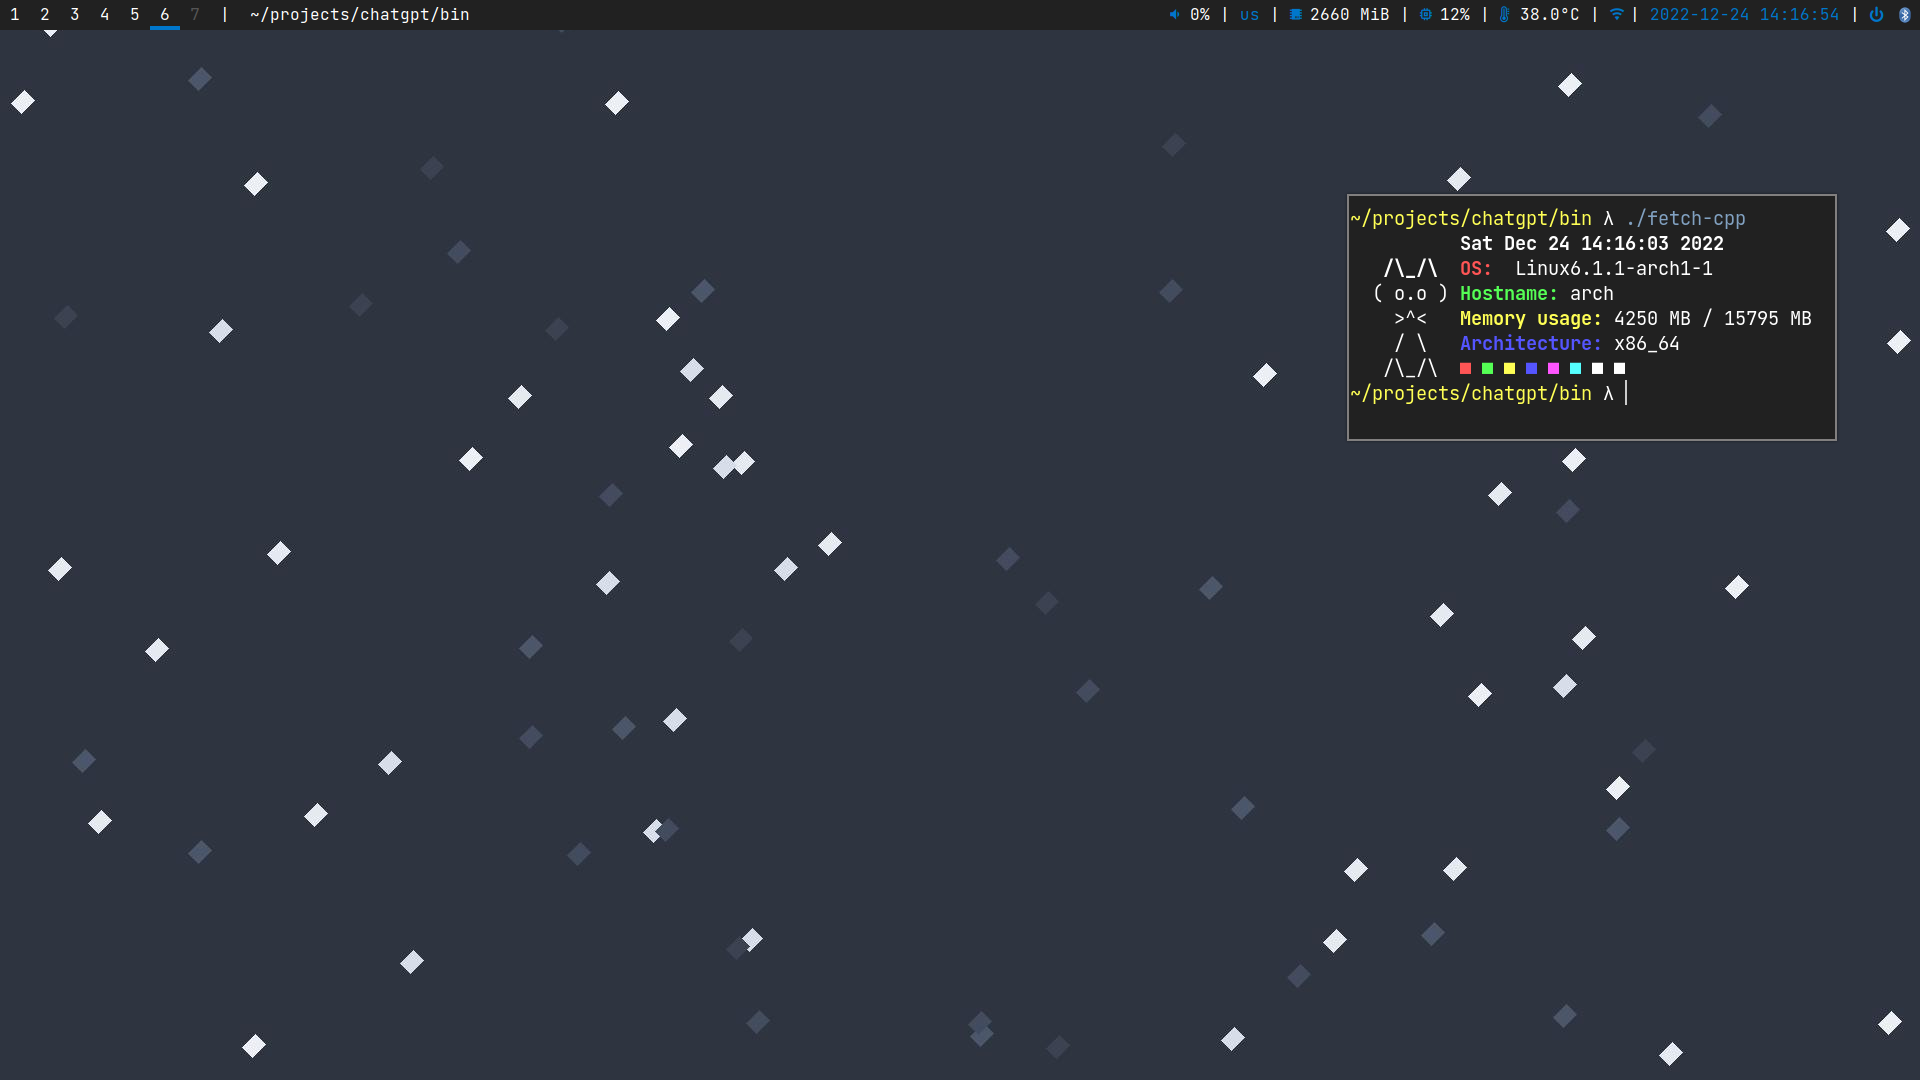 1 2 3 4 5 6 7 | ~/projects/chatgpt/bin 0% | us | 2660 MiB | 12% | 38.0°C | | 2022-12-24 14:16:54 |
~/projects/chatgpt/bin λ ./fetch-cpp
Sat Dec 24 14:16:03 2022
/\_/\ OS: Linux6.1.1-arch1-1
( o.o ) Hostname: arch
>^< Memory usage: 4250 MB / 15795 MB
/ \ Architecture: x86_64
/\_/\
~/projects/chatgpt/bin λ